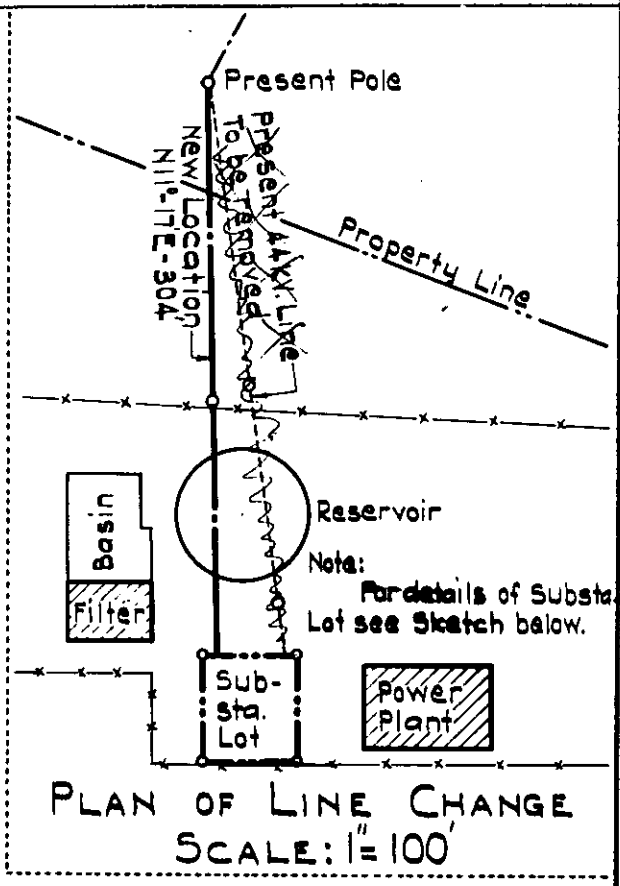 Present Pole
Present 44KV. Line
To be Removed
New Location
N11°-17'E-304'
Property Line
Basin
Filter
Reservoir
Note:
For details of Substa.
Lot see Sketch below.
Sub-
sta.
Lot
Power
Plant
PLAN OF LINE CHANGE
SCALE: 1"=100'